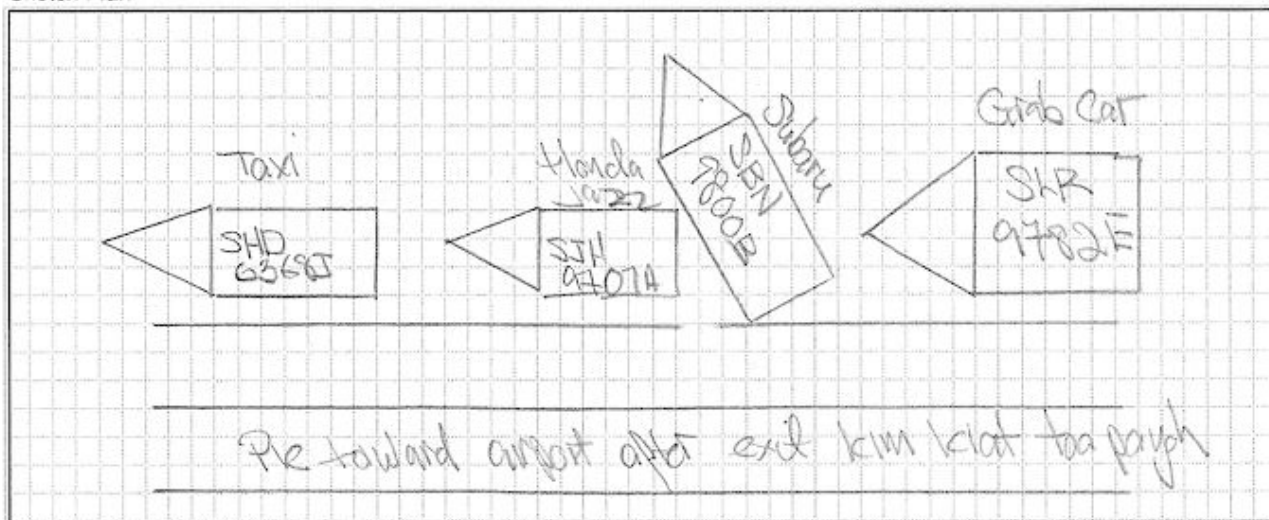 Taxi
SHD
6368J
Honda
Jazz
SJH
9707A
Subaru
SBN
7800B
Grab Car
SLR
9782E
Pie toward airport after exit kim kiat toa payoh